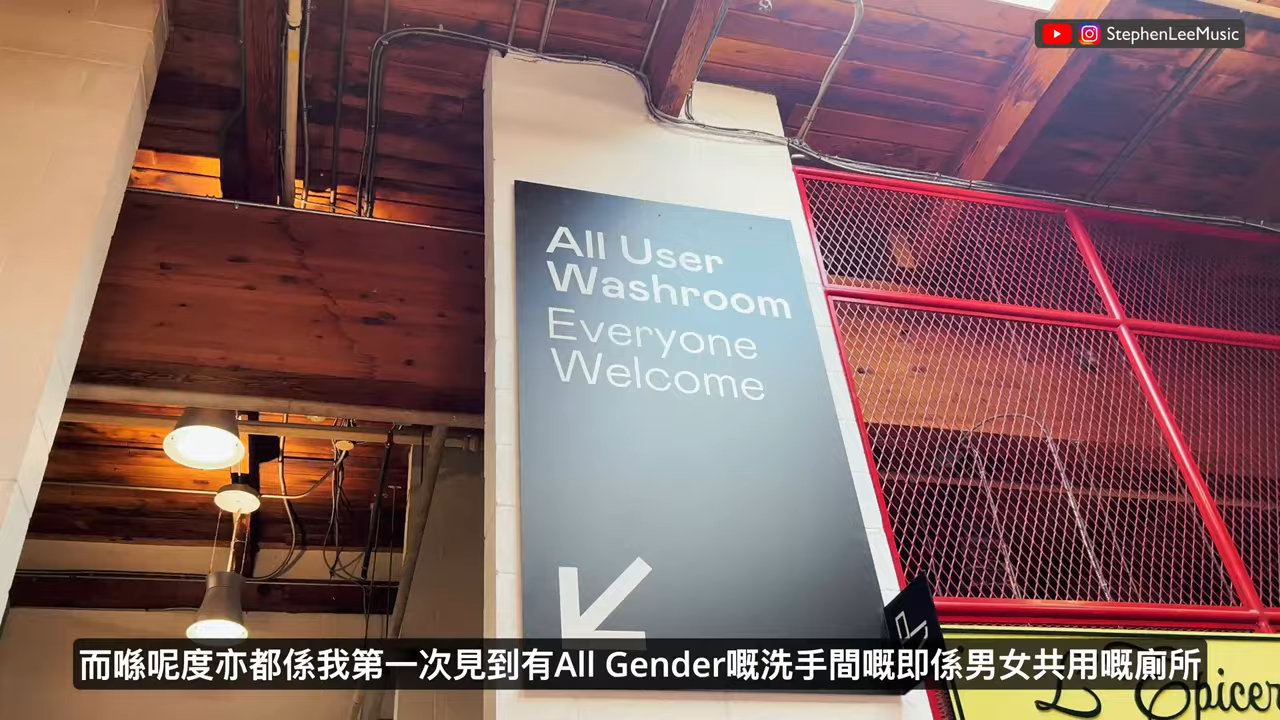 StephenLeeMusic
All User
Washroom
Everyone
Welcome
而喺呢度亦都係我第一次見到有All Gender嘅洗手間嘅即係男女共用嘅廁所